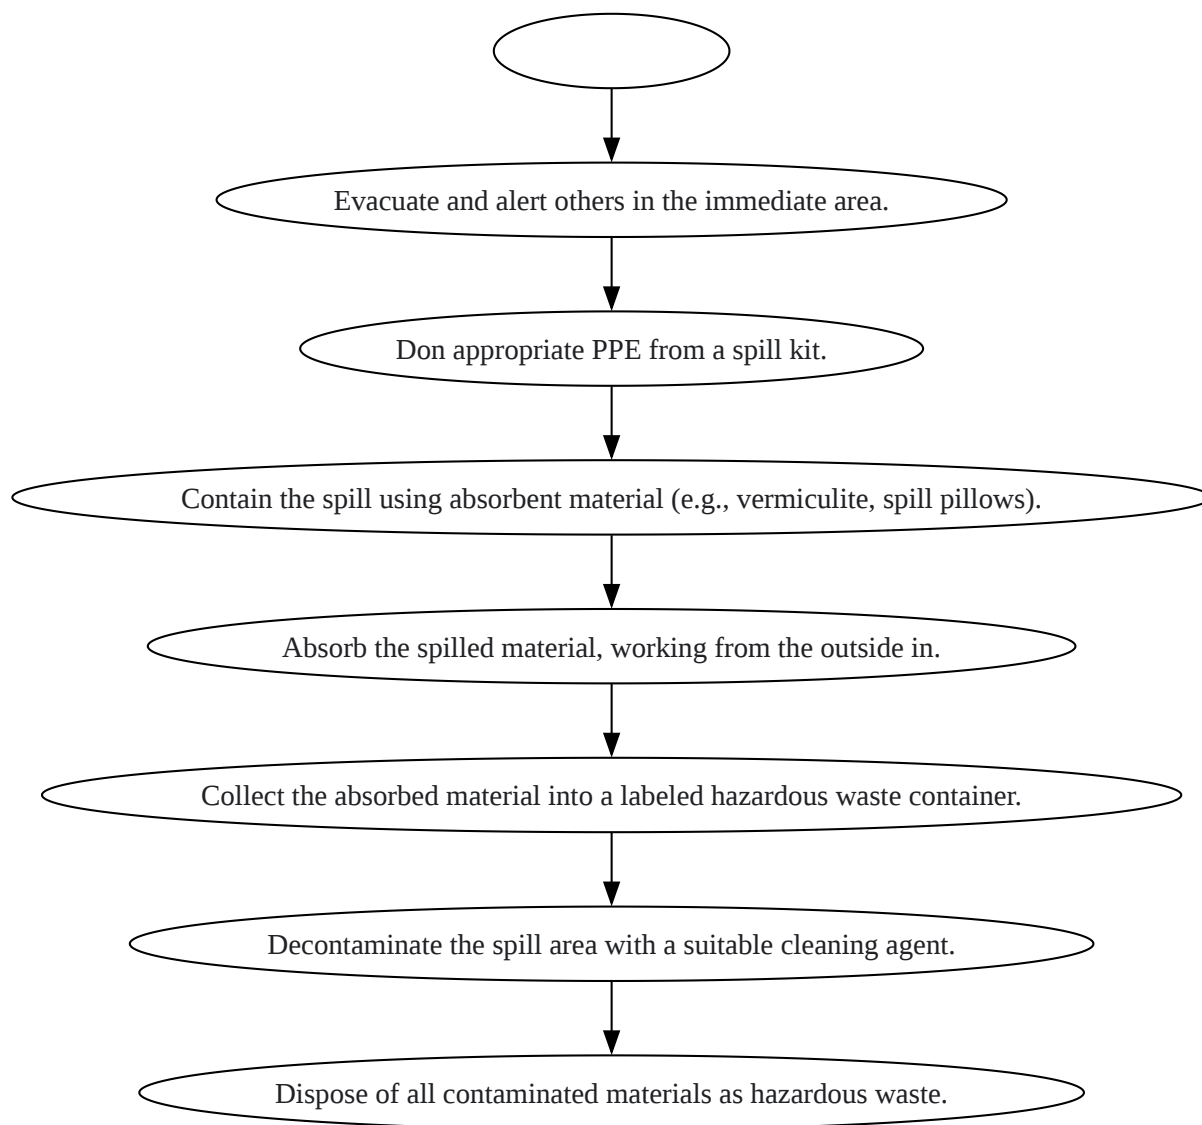 Evacuate and alert others in the immediate area.
Don appropriate PPE from a spill kit.
Contain the spill using absorbent material (e.g., vermiculite, spill pillows).
Absorb the spilled material, working from the outside in.
Collect the absorbed material into a labeled hazardous waste container.
Decontaminate the spill area with a suitable cleaning agent.
Dispose of all contaminated materials as hazardous waste.